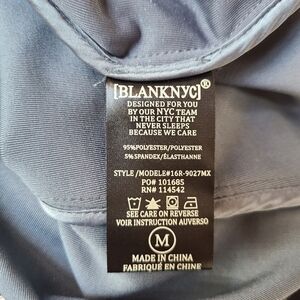 [BLANKNYC]®
DESIGNED FOR YOU
BY OUR NYC TEAM
IN THE CITY THAT
NEVER SLEEPS
BECAUSE WE CARE
95%POLYESTER/POLYESTER
5%SPANDEX/ÉLASTHANNE
STYLE /MODELE#16R-9027MX
PO# 101685
RN# 114542
SEE CARE ON REVERSE
VOIR INSTRUCTION AUVERSO
M
MADE IN CHINA
FABRIQUÉ EN CHINE